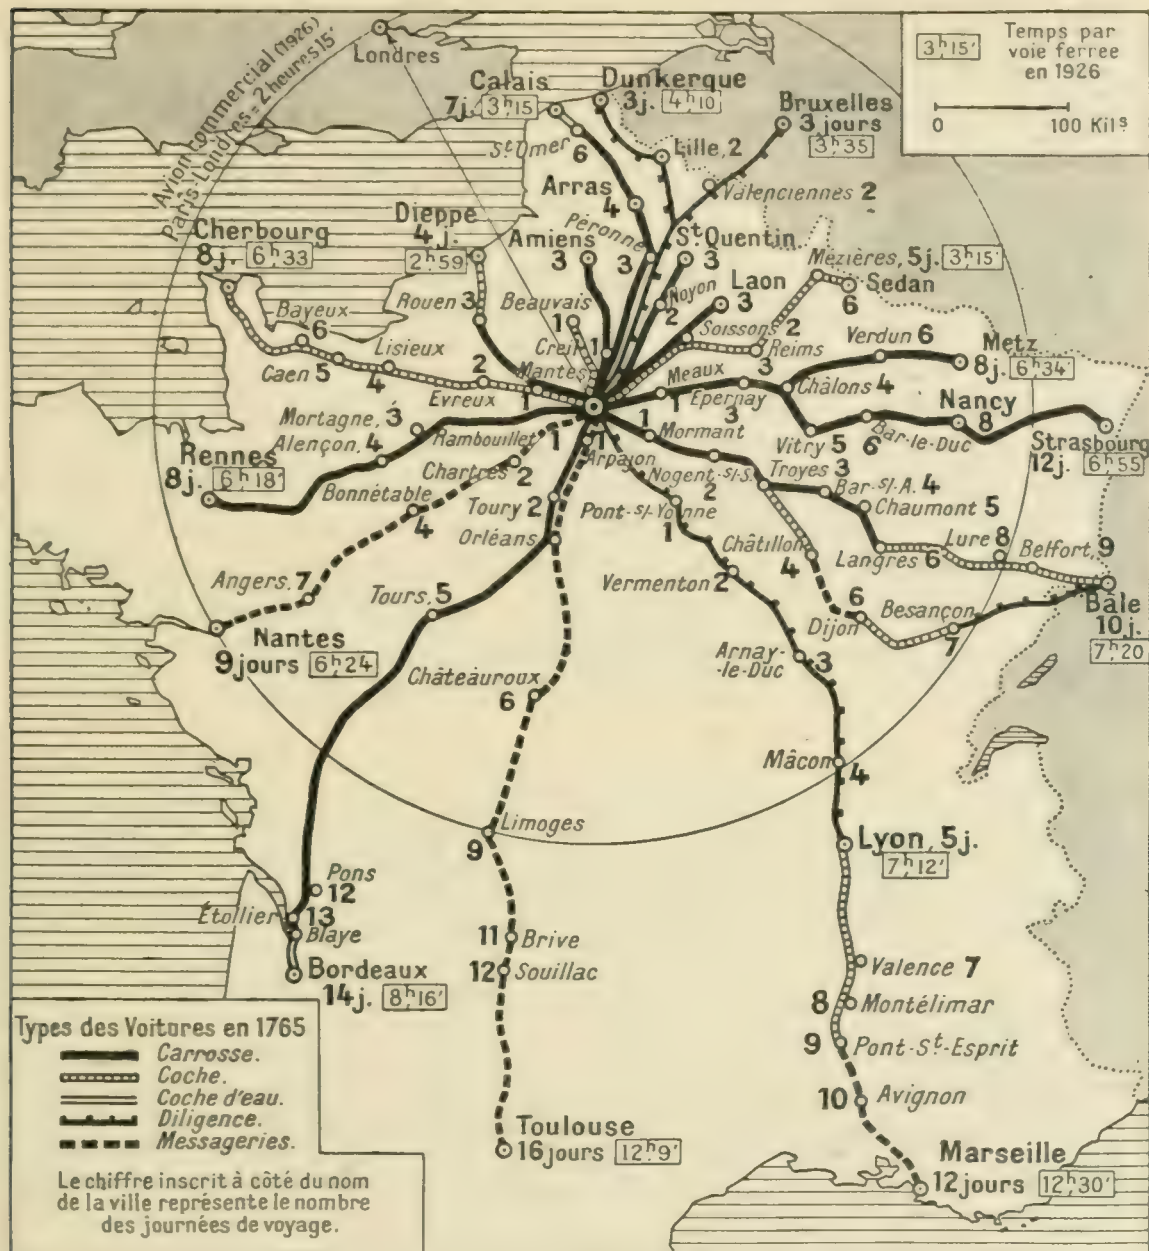 Londres
Avion commercial (1926)
Paris-Londres = 2 heures 15'
3h15'
Temps par
voie ferree
en 1926
0 100 Kils
Calais
7j. 3h15
Dunkerque
3j. 4h10
Bruxelles
3 jours
3h35
St Omer
6
Lille, 2
Valenciennes 2
Arras
4
Péronne
3
Cherbourg
8j. 6h33
Dieppe
4j.
2h59
Amiens
3
St Quentin
3
Noyon
2
Laon
3
Mézières, 5j. 3h15'
Sedan
6
Rouen 3
Beauvais
1
Creil
1
Soissons 2
Reims
3
Bayeux
6
Caen 5
Lisieux
4
Evreux
2
Mantes
1
Meaux
1
Epernay
3
Châlons 4
Verdun 6
Metz
8j. 6h34'
Vitry 5
Bar-le-Duc
6
Nancy
8
Strasbourg
12j. 6h55
Mortagne, 3
Alençon, 4
Rennes
8j. 6h18'
Rambouillet
1
Chartres 2
Bonnétable
4
Angers. 7
Nantes
9 jours 6h24
Arpajon
1
Toury 2
Orléans
Tours. 5
Mormant
1
Nogent-s/-S.
2
Troyes 3
Bar-s/-A. 4
Chaumont 5
Langres 6
Lure 8
Belfort, 9
Bâle
10j.
7h20
Pont-s/-Yonne
1
Châtillon
4
Vermenton 2
Dijon
6
Besançon
7
Arnay-
-le-Duc
3
Châteauroux
6
Mâcon
4
Limoges
9
Lyon, 5j.
7h12'
Pons
12
Étollier 13
Blaye
Bordeaux
14j. 8h16'
11 Brive
12 Souillac
Valence 7
8 Montélimar
9 Pont-St-Esprit
10 Avignon
Toulouse
16 jours 12h9'
Marseille
12 jours 12h30'
Types des Voitures en 1765
Carrosse.
Coche.
Coche d'eau.
Diligence.
Messageries.
Le chiffre inscrit à côté du nom
de la ville représente le nombre
des journées de voyage.